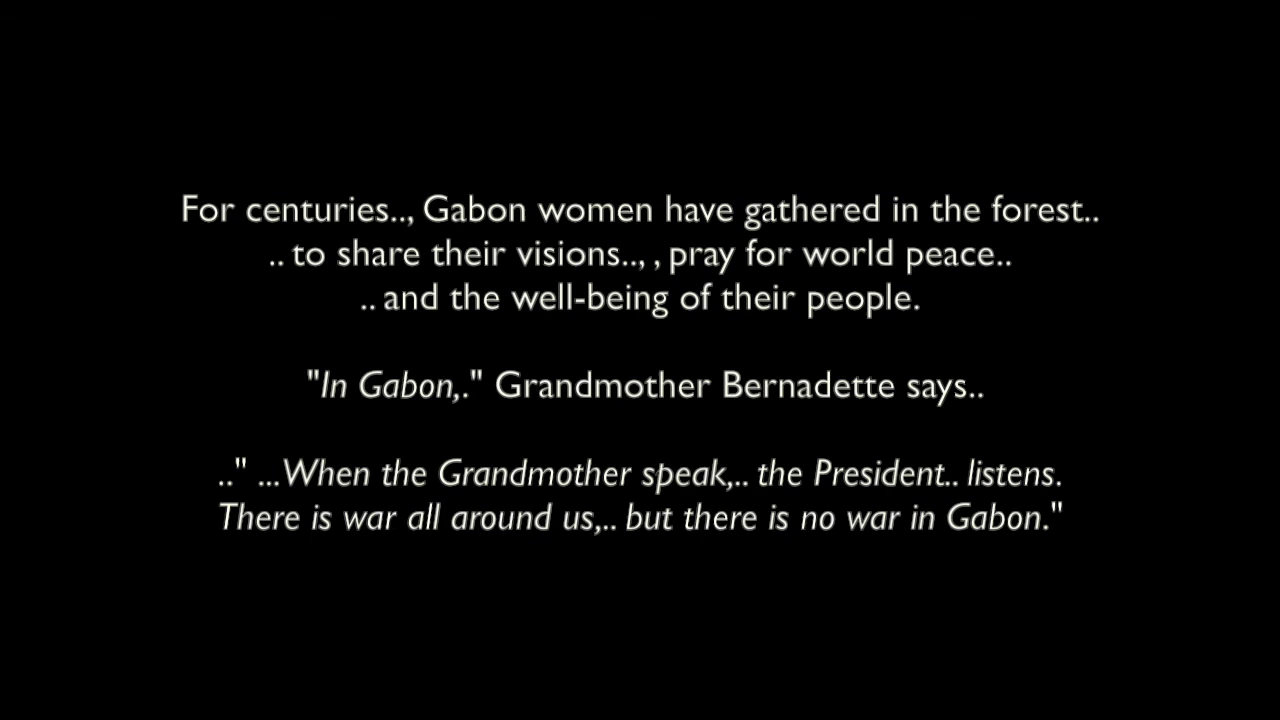 For centuries.., Gabon women have gathered in the forest..
.. to share their visions.., , pray for world peace..
.. and the well-being of their people.
"In Gabon,." Grandmother Bernadette says..
.." ...When the Grandmother speak,.. the President.. listens.
There is war all around us,.. but there is no war in Gabon."